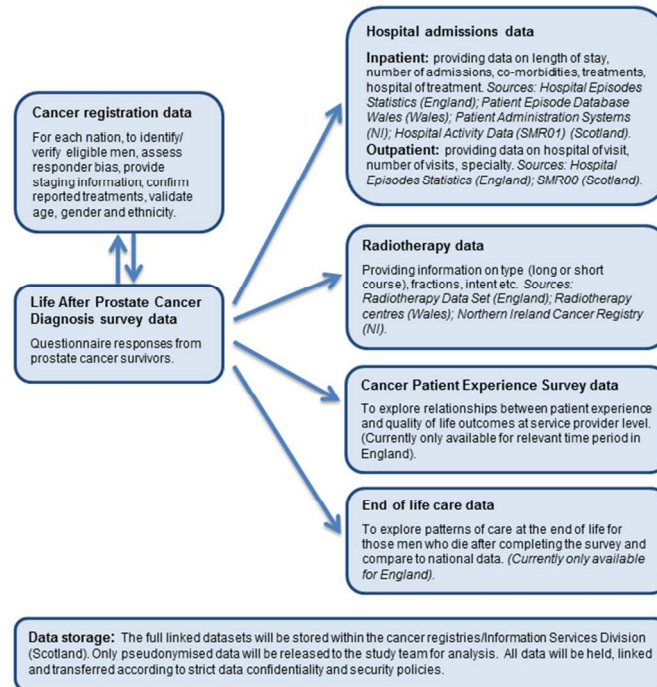 Cancer registration data
For each nation, to identify/
verify eligible men, assess
responder bias, provide
staging information, confirm
reported treatments, validate
age, gender and ethnicity.
Life After Prostate Cancer
Diagnosis survey data
Questionnaire responses from
prostate cancer survivors.
Hospital admissions data
Inpatient: providing data on length of stay,
number of admissions, co-morbidities, treatments,
hospital of treatment. Sources: Hospital Episodes
Statistics (England); Patient Episode Database
Wales (Wales); Patient Administration Systems
(NI); Hospital Activity Data (SMR01) (Scotland).
Outpatient: providing data on hospital of visit,
number of visits, specialty. Sources: Hospital
Episodes Statistics (England); SMR00 (Scotland).
Radiotherapy data
Providing information on type (long or short
course), fractions, intent etc. Sources:
Radiotherapy Data Set (England); Radiotherapy
centres (Wales); Northern Ireland Cancer Registry
(NI).
Cancer Patient Experience Survey data
To explore relationships between patient experience
and quality of life outcomes at service provider level.
(Currently only available for relevant time period in
England).
End of life care data
To explore patterns of care at the end of life for
those men who die after completing the survey and
compare to national data. (Currently only available
for England).
Data storage: The full linked datasets will be stored within the cancer registries/Information Services Division
(Scotland). Only pseudonymised data will be released to the study team for analysis. All data will be held, linked
and transferred according to strict data confidentiality and security policies.